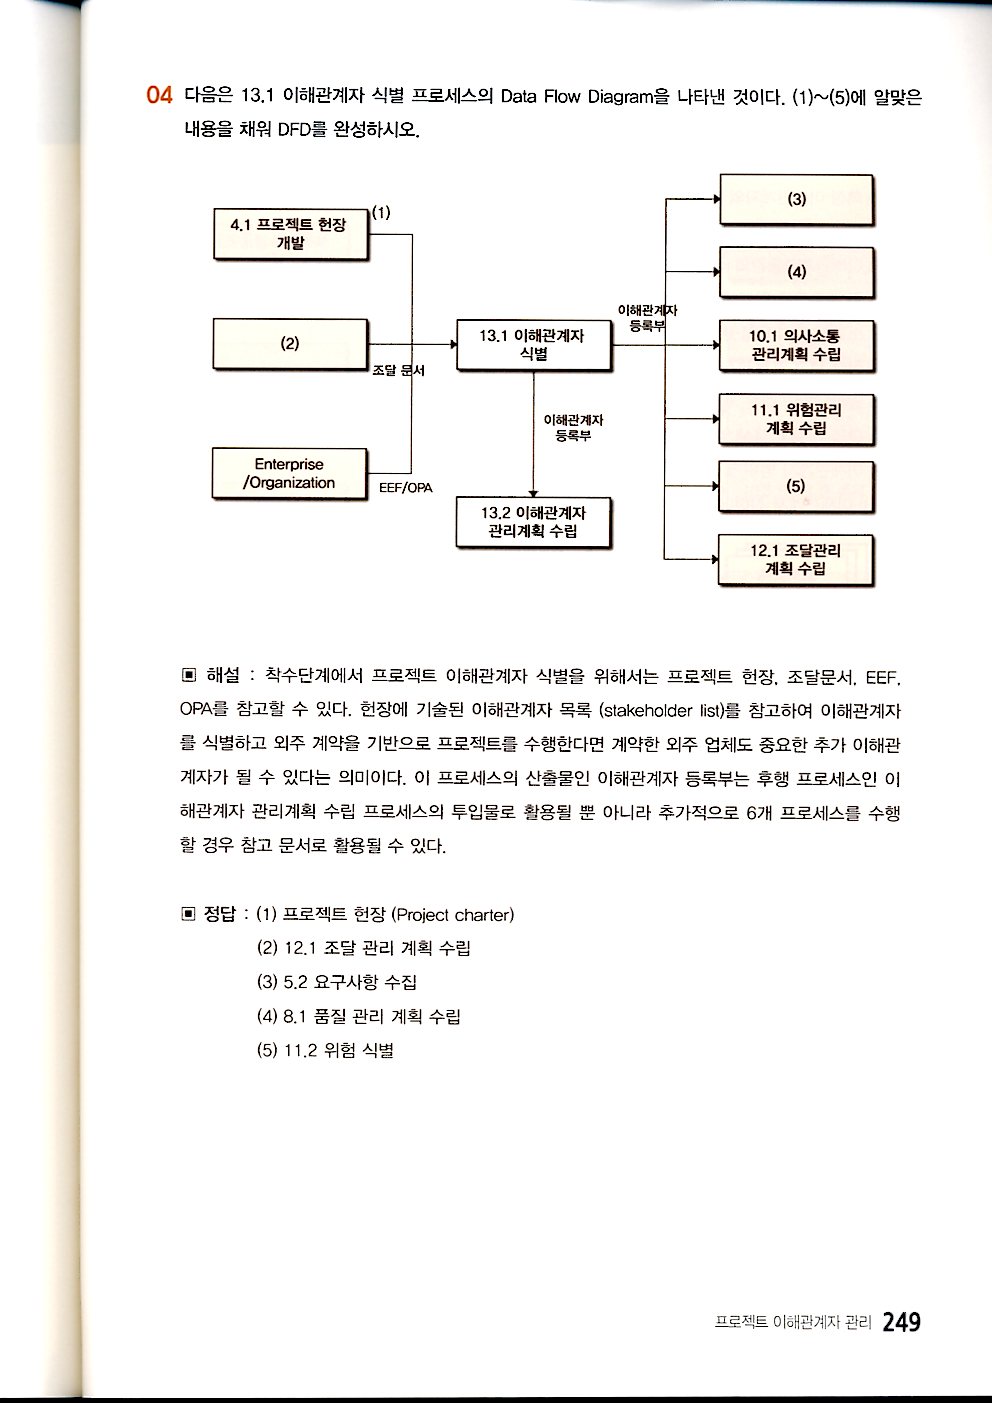 04 다음은 13.1 이해관계자 식별 프로세스의 Data Flow Diagram을 나타낸 것이다. (1)~(5)에 알맞은
내용을 채워 DFD를 완성하시오.
4.1 프로젝트 헌장
개발
(1)
(2)
조달 문서
Enterprise
/Organization
EEF/OPA
13.1 이해관계자
식별
이해관계자
등록부
13.2 이해관계자
관리계획 수립
이해관계자
등록부
(3)
(4)
10.1 의사소통
관리계획 수립
11.1 위험관리
계획 수립
(5)
12.1 조달관리
계획 수립
▣ 해설 : 착수단계에서 프로젝트 이해관계자 식별을 위해서는 프로젝트 헌장, 조달문서, EEF,
OPA를 참고할 수 있다. 헌장에 기술된 이해관계자 목록 (stakeholder list)를 참고하여 이해관계자
를 식별하고 외주 계약을 기반으로 프로젝트를 수행한다면 계약한 외주 업체도 중요한 추가 이해관
계자가 될 수 있다는 의미이다. 이 프로세스의 산출물인 이해관계자 등록부는 후행 프로세스인 이
해관계자 관리계획 수립 프로세스의 투입물로 활용될 뿐 아니라 추가적으로 6개 프로세스를 수행
할 경우 참고 문서로 활용될 수 있다.
▣ 정답 : (1) 프로젝트 헌장 (Project charter)
(2) 12.1 조달 관리 계획 수립
(3) 5.2 요구사항 수집
(4) 8.1 품질 관리 계획 수립
(5) 11.2 위험 식별
프로젝트 이해관계자 관리 249